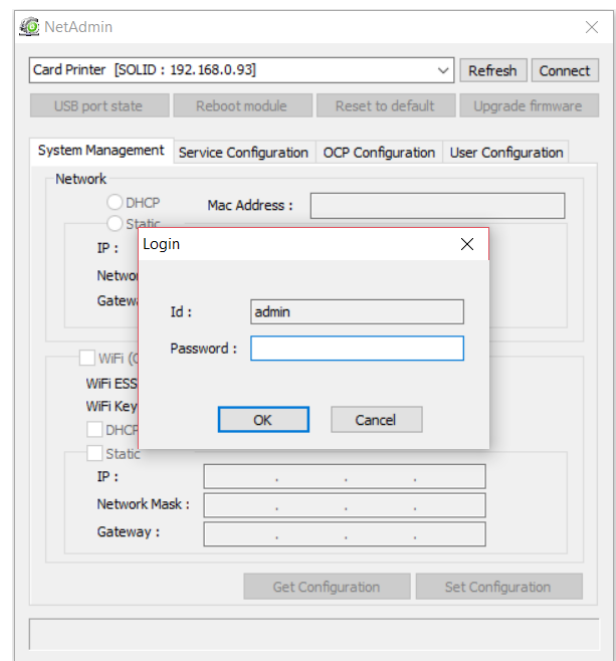 NetAdmin
Card Printer [SOLID : 192.168.0.93]
Refresh
Connect
USB port state
Reboot module
Reset to default
Upgrade firmware
System Management
Service Configuration
OCP Configuration
User Configuration
Network
DHCP
Mac Address :
Static
IP :
Gatew
Login
Id :
admin
Password :
OK
Cancel
WiFi (
WiFi ESS
WiFi Key
DHCP
Static
IP :
. . .
Network Mask :
. . .
Gateway :
. . .
Get Configuration
Set Configuration